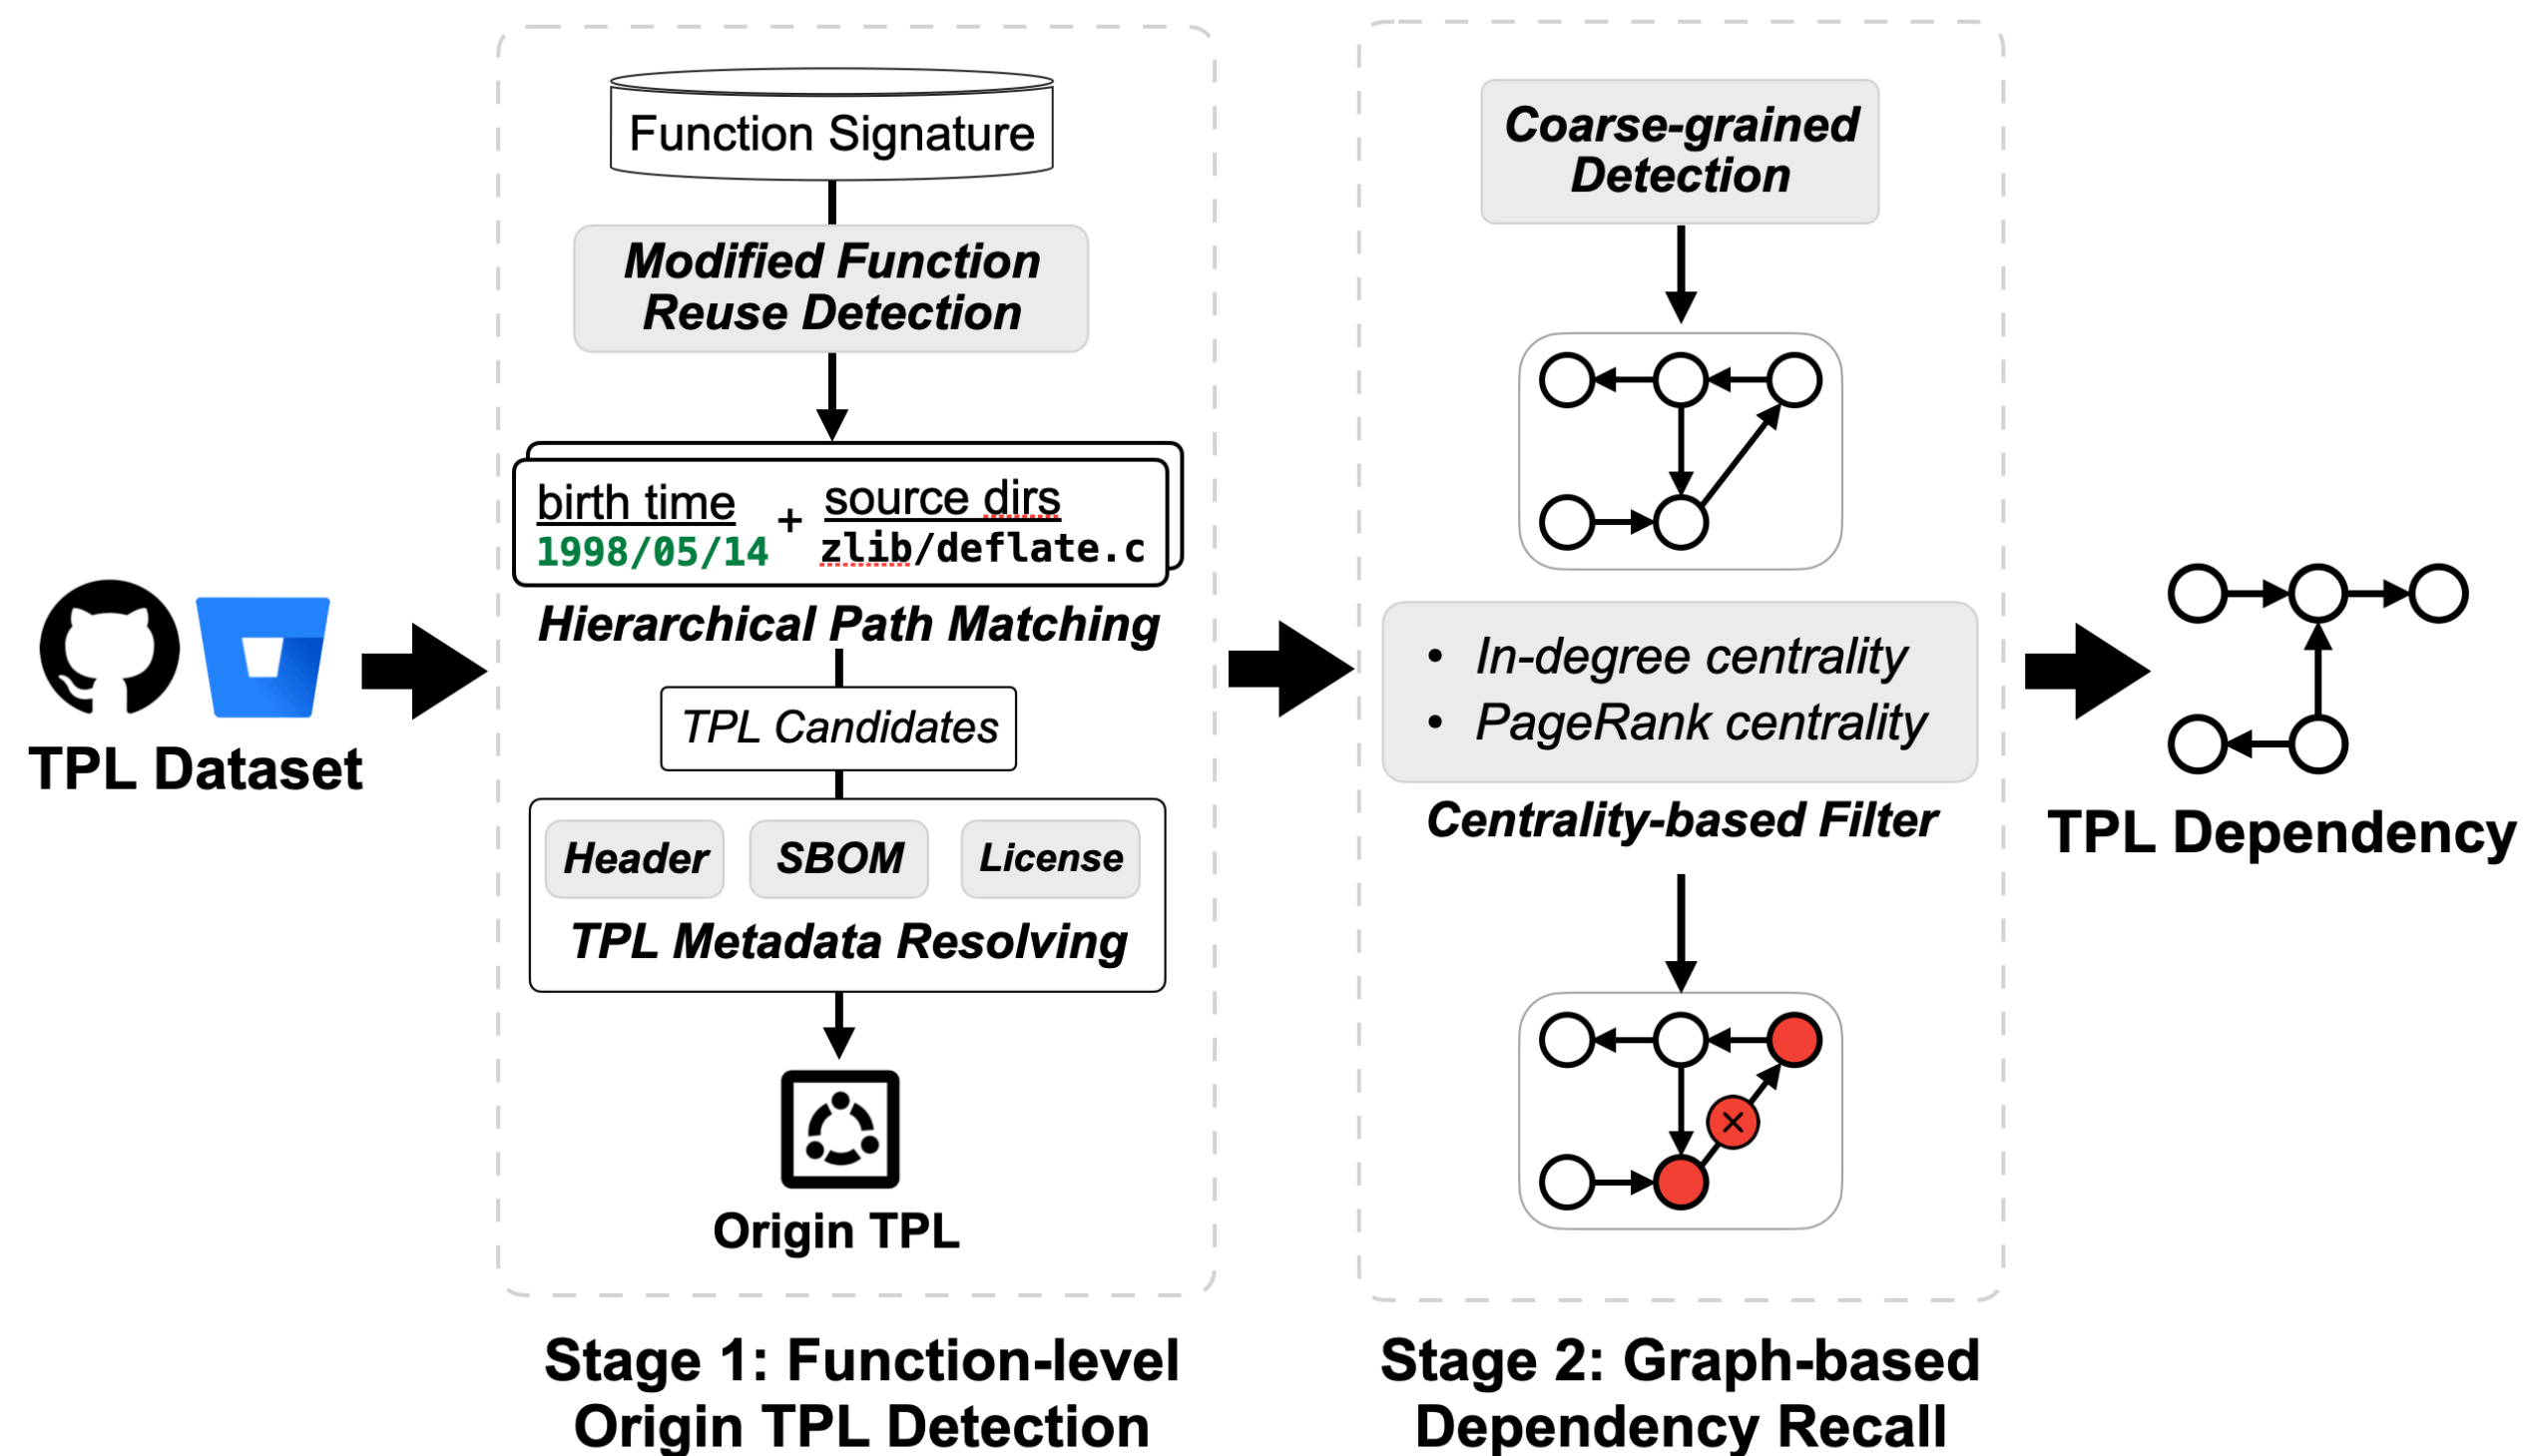 TPL Dataset
Function Signature
Modified Function
Reuse Detection
birth time + source dirs
1998/05/14 zlib/deflate.c
Hierarchical Path Matching
TPL Candidates
Header SBOM License
TPL Metadata Resolving
Origin TPL
Stage 1: Function-level
Origin TPL Detection
Coarse-grained
Detection
• In-degree centrality
• PageRank centrality
Centrality-based Filter
Stage 2: Graph-based
Dependency Recall
TPL Dependency